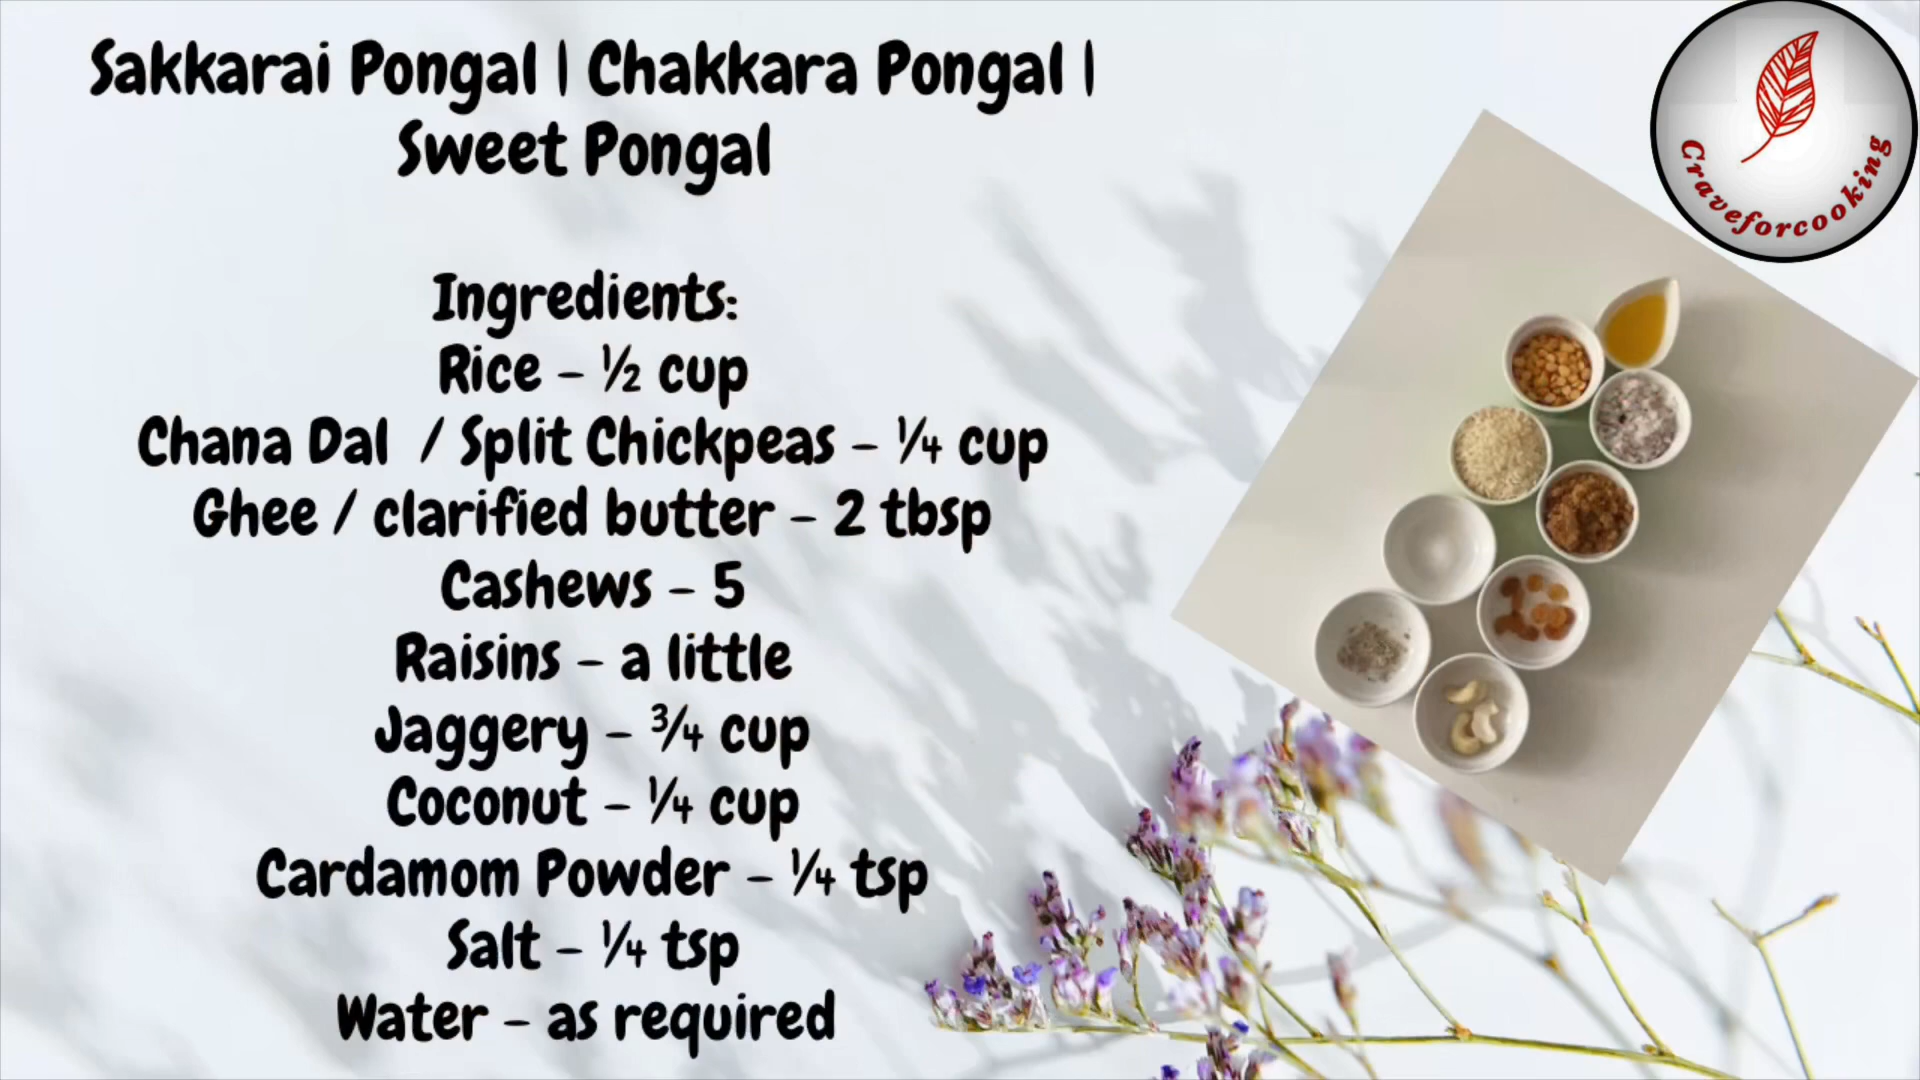 Sakkarai Pongal | Chakkara Pongal |
Sweet Pongal
Ingredients:
Rice - ½ cup
Chana Dal / Split Chickpeas - ¼ cup
Ghee / clarified butter - 2 tbsp
Cashews - 5
Raisins - a little
Jaggery - ¾ cup
Coconut - ¼ cup
Cardamom Powder - ¼ tsp
Salt - ¼ tsp
Water - as required
Craveforcooking